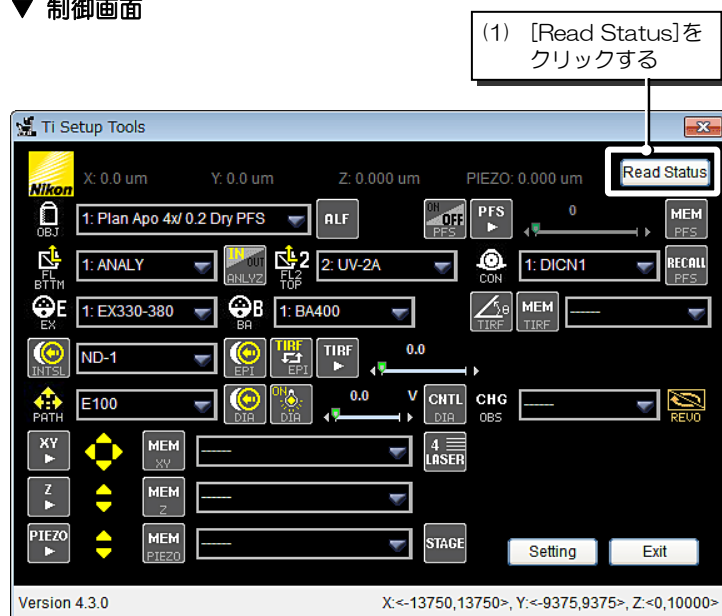 ▼ 制御画面
(1) [Read Status]を
クリックする
Ti Setup Tools
Nikon X: 0.0 um Y: 0.0 um Z: 0.000 um PIEZO: 0.000 um Read Status
OBJ 1: Plan Apo 4x/ 0.2 Dry PFS ALF ON OFF PFS PFS 0 MEM PFS
FL BTTM 1: ANALY IN OUT ANLYZ 2 FL2 TOP 2: UV-2A CON 1: DICN1 RECALL PFS
E EX 1: EX330-380 B BA 1: BA400 θ TIRF MEM TIRF -----
INTSL ND-1 EPI TIRF EPI TIRF 0.0
PATH E100 DIA ON DIA 0.0 V CNTL DIA CHG OBS ----- REVO
XY MEM XY ----- 4 LASER
Z MEM Z -----
PIEZO MEM PIEZO ----- STAGE Setting Exit
Version 4.3.0 X:<-13750,13750>, Y:<-9375,9375>, Z:<0,10000>